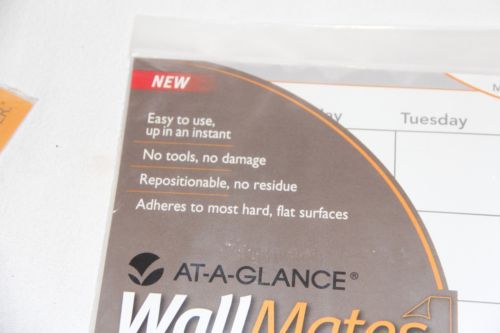 NEW
Easy to use,
up in an instant
No tools, no damage
Repositionable, no residue
Adheres to most hard, flat surfaces
Tuesday
AT-A-GLANCE®
WallMates